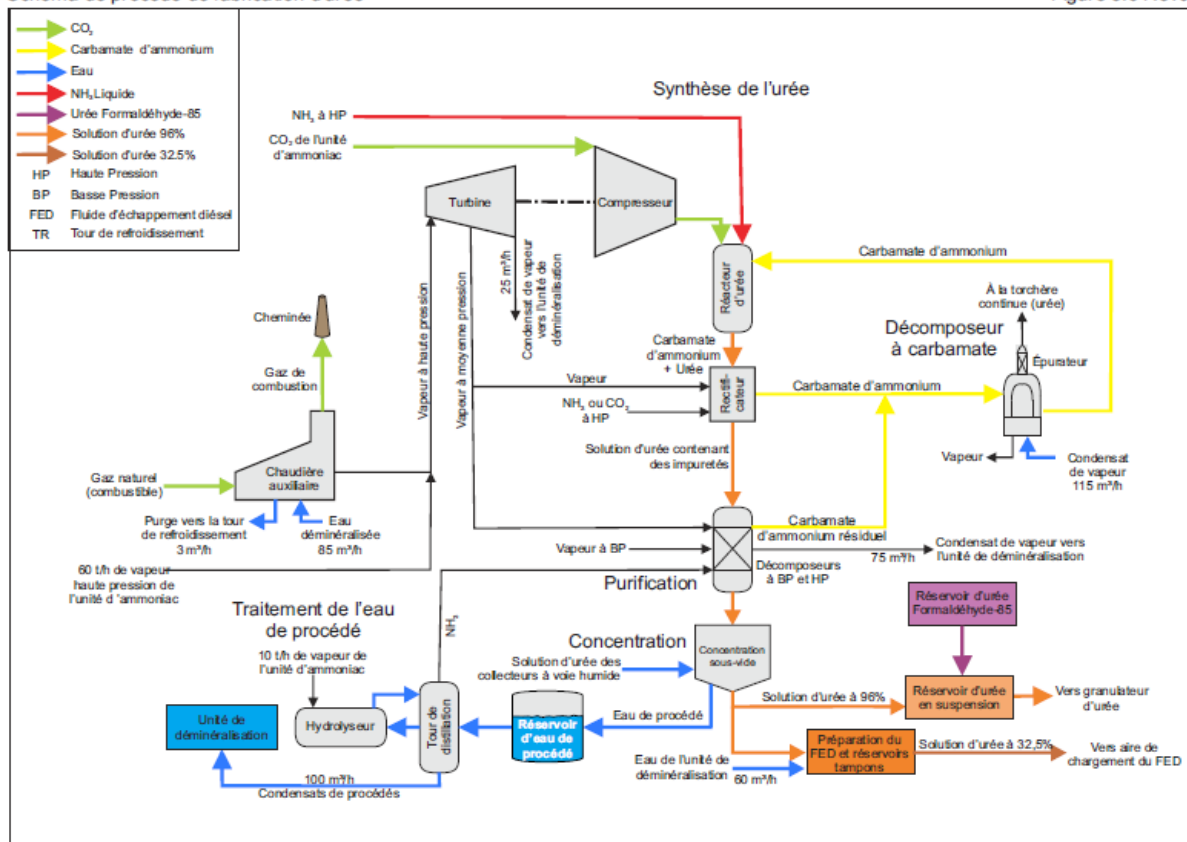 CO₂
Carbamate d'ammonium
Eau
NH₃ Liquide
Urée Formaldéhyde-85
Solution d'urée 96%
Solution d'urée 32.5%
HP Haute Pression
BP Basse Pression
FED Fluide d'échappement diésel
TR Tour de refroidissement
Synthèse de l'urée
NH₃ à HP
CO₂ de l'unité
d'ammoniac
Turbine
Compresseur
25 m³/h
Condensat de vapeur
vers l'unité de
déminéralisation
Vapeur à haute pression
Vapeur à moyenne pression
Réacteur
d'urée
Carbamate d'ammonium
À la torchère
continue (urée)
Décomposeur
à carbamate
Épurateur
Cheminée
Gaz de
combustion
Carbamate
d'ammonium
+ Urée
Vapeur
Rectifi-
cateur
Carbamate d'ammonium
NH₃ ou CO₂
à HP
Solution d'urée contenant
des impuretés
Vapeur
Condensat
de vapeur
115 m³/h
Gaz naturel
(combustible)
Chaudière
auxiliaire
Purge vers la tour
de refroidissement
3 m³/h
Eau
déminéralisée
85 m³/h
Carbamate
d'ammonium résiduel
Vapeur à BP
75 m³/h
Condensat de vapeur vers
l'unité de déminéralisation
Décomposeurs
à BP et HP
Purification
60 t/h de vapeur
haute pression de
l'unité d'ammoniac
Traitement de l'eau
de procédé
NH₃
Réservoir d'urée
Formaldehyde-85
Concentration
Concentration
sous-vide
10 t/h de vapeur de
l'unité d'ammoniac
Solution d'urée des
collecteurs à voie humide
Solution d'urée à 96%
Réservoir d'urée
en suspension
Vers granulateur
d'urée
Unité de
déminéralisation
Hydrolyseur
Tour de
distilation
Réservoir
d'eau de
procédé
Eau de procédé
Préparation du
FED et réservoirs
tampons
Solution d'urée à 32,5%
Vers aire de
chargement du FED
Eau de l'unité de
déminéralisation
60 m³/h
100 m³/h
Condensats de procédés